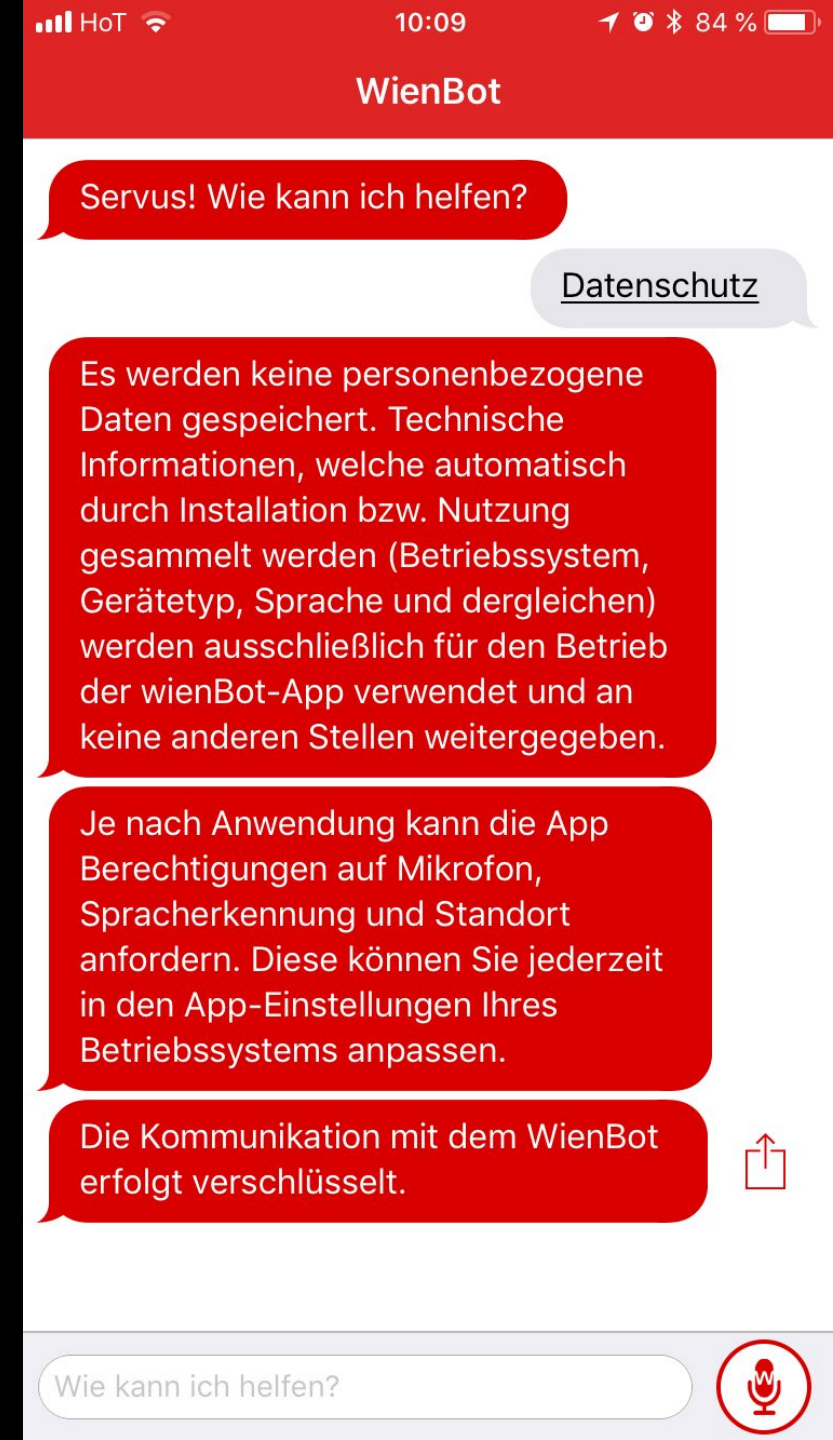 HoT 10:09 84 %
WienBot
Servus! Wie kann ich helfen?
Datenschutz
Es werden keine personenbezogene
Daten gespeichert. Technische
Informationen, welche automatisch
durch Installation bzw. Nutzung
gesammelt werden (Betriebssystem,
Gerätetyp, Sprache und dergleichen)
werden ausschließlich für den Betrieb
der wienBot-App verwendet und an
keine anderen Stellen weitergegeben.
Je nach Anwendung kann die App
Berechtigungen auf Mikrofon,
Spracherkennung und Standort
anfordern. Diese können Sie jederzeit
in den App-Einstellungen Ihres
Betriebssystems anpassen.
Die Kommunikation mit dem WienBot
erfolgt verschlüsselt.
Wie kann ich helfen?
W